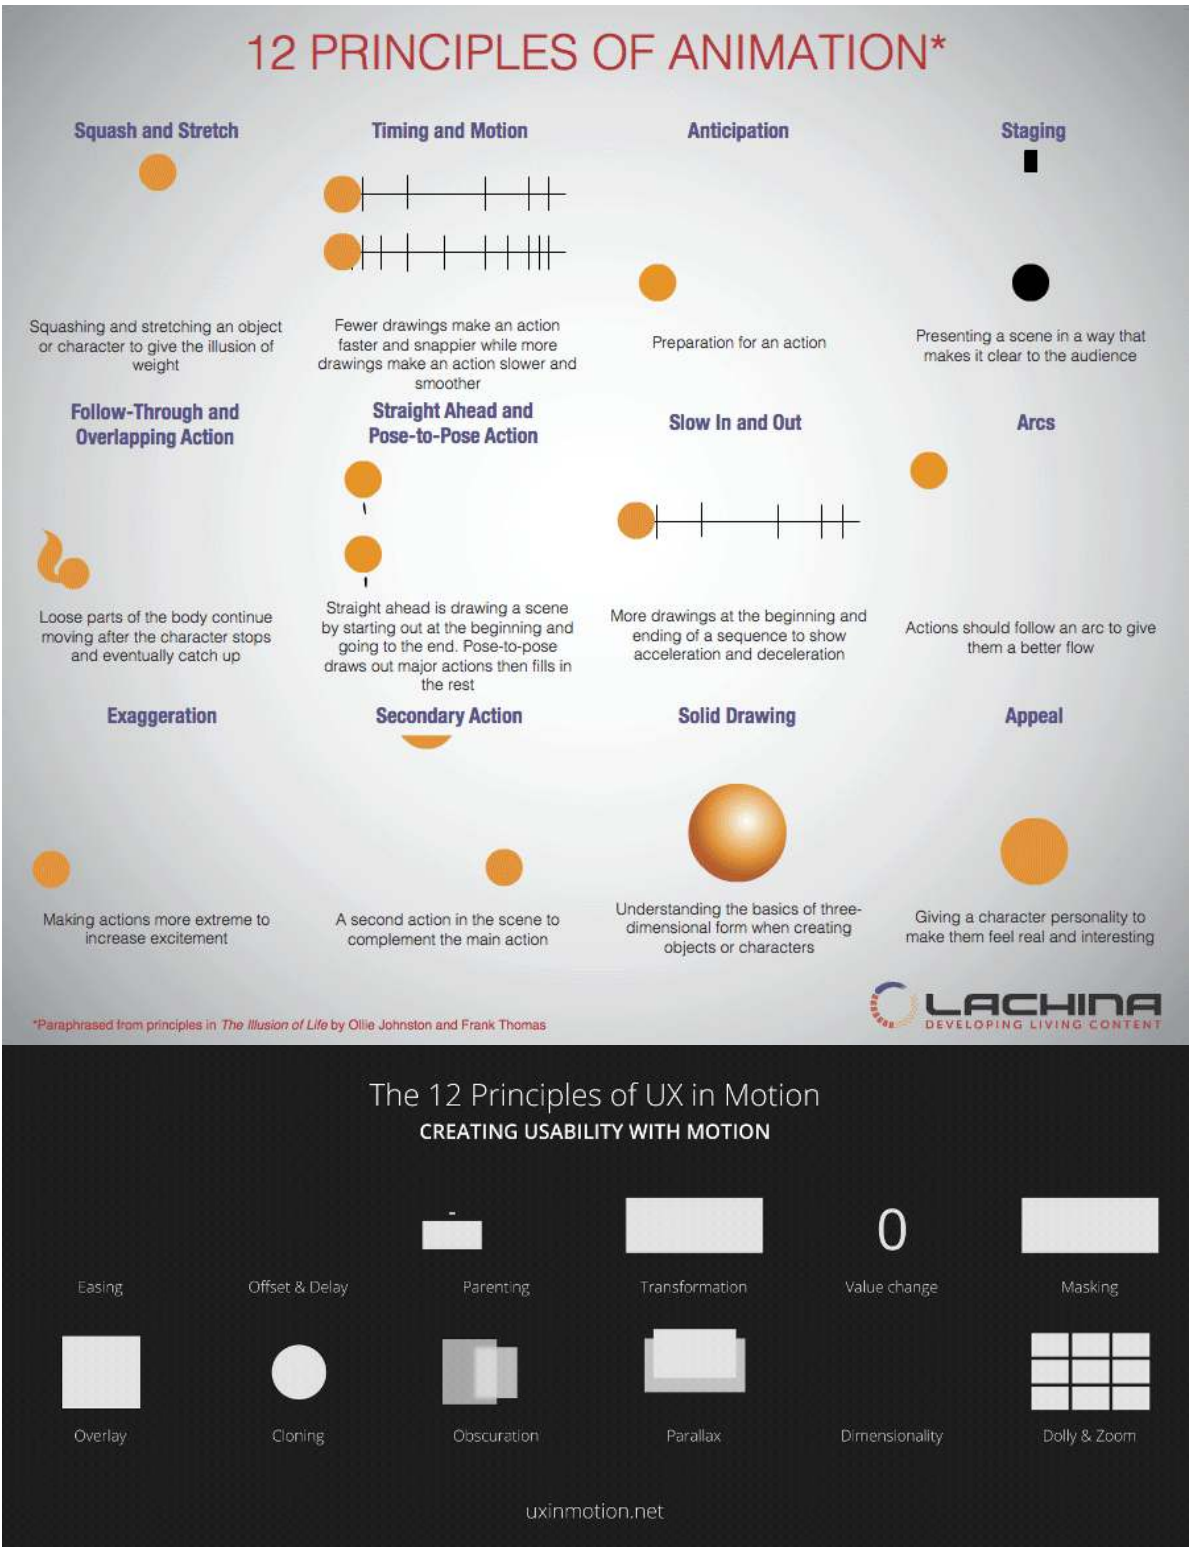 12 PRINCIPLES OF ANIMATION*
Squash and Stretch
Squashing and stretching an object
or character to give the illusion of
weight
Timing and Motion
Fewer drawings make an action
faster and snappier while more
drawings make an action slower and
smoother
Anticipation
Preparation for an action
Staging
Presenting a scene in a way that
makes it clear to the audience
Follow-Through and
Overlapping Action
Loose parts of the body continue
moving after the character stops
and eventually catch up
Straight Ahead and
Pose-to-Pose Action
Straight ahead is drawing a scene
by starting out at the beginning and
going to the end. Pose-to-pose
draws out major actions then fills in
the rest
Slow In and Out
More drawings at the beginning and
ending of a sequence to show
acceleration and deceleration
Arcs
Actions should follow an arc to give
them a better flow
Exaggeration
Making actions more extreme to
increase excitement
Secondary Action
A second action in the scene to
complement the main action
Solid Drawing
Understanding the basics of three-
dimensional form when creating
objects or characters
Appeal
Giving a character personality to
make them feel real and interesting
*Paraphrased from principles in The Illusion of Life by Ollie Johnston and Frank Thomas
LACHINA
DEVELOPING LIVING CONTENT
The 12 Principles of UX in Motion
CREATING USABILITY WITH MOTION
0
Easing
Offset & Delay
Parenting
Transformation
Value change
Masking
Overlay
Cloning
Obscuration
Parallax
Dimensionality
Dolly & Zoom
uxinmotion.net